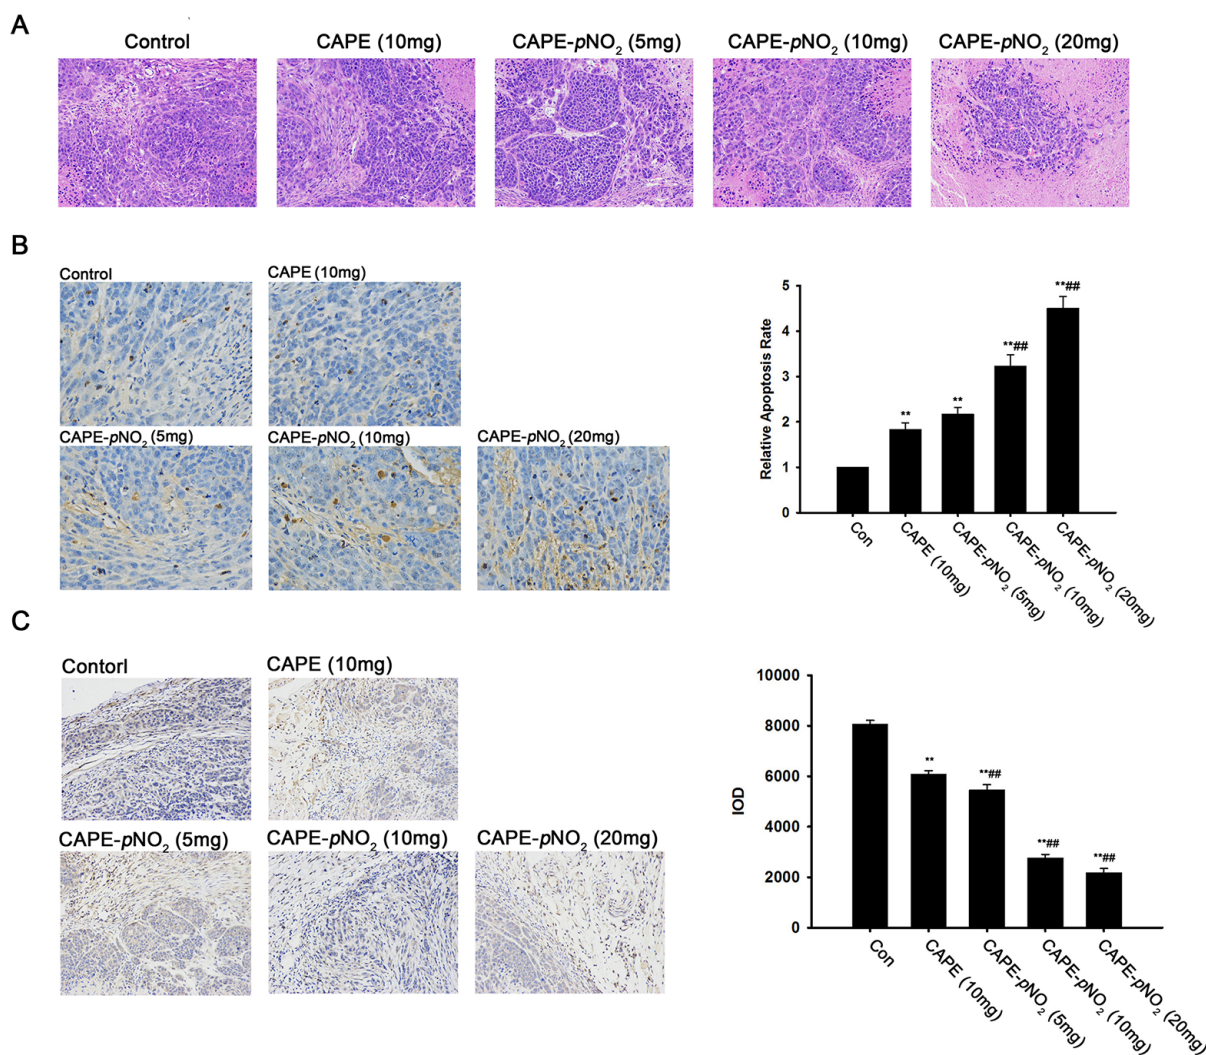 A
Control
CAPE (10mg)
CAPE-pNO₂ (5mg)
CAPE-pNO₂ (10mg)
CAPE-pNO₂ (20mg)
B
Control
CAPE (10mg)
CAPE-pNO₂ (5mg)
CAPE-pNO₂ (10mg)
CAPE-pNO₂ (20mg)
Relative Apoptosis Rate
5
4
3
2
1
0
**
**
**##
**##
Con
CAPE (10mg)
CAPE-pNO₂ (5mg)
CAPE-pNO₂ (10mg)
CAPE-pNO₂ (20mg)
C
Contorl
CAPE (10mg)
CAPE-pNO₂ (5mg)
CAPE-pNO₂ (10mg)
CAPE-pNO₂ (20mg)
IOD
10000
8000
6000
4000
2000
0
**
**##
**##
**##
Con
CAPE (10mg)
CAPE-pNO₂ (5mg)
CAPE-pNO₂ (10mg)
CAPE-pNO₂ (20mg)